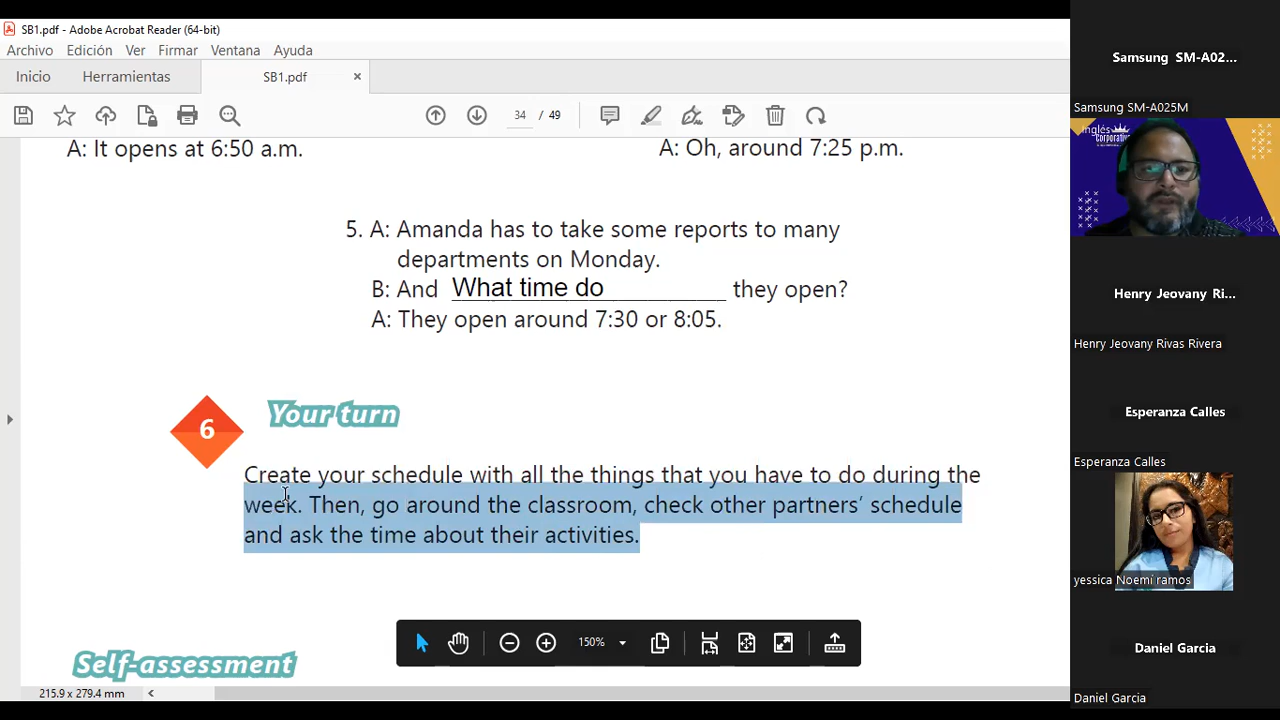 SB1.pdf - Adobe Acrobat Reader (64-bit)
Archivo Edición Ver Firmar Ventana Ayuda
Inicio Herramientas SB1.pdf ×
34 / 49
A: It opens at 6:50 a.m.
A: Oh, around 7:25 p.m.
5. A: Amanda has to take some reports to many
departments on Monday.
B: And What time do they open?
A: They open around 7:30 or 8:05.
6 Your turn
Create your schedule with all the things that you have to do during the
week. Then, go around the classroom, check other partners’ schedule
and ask the time about their activities.
150%
Self-assessment
215.9 x 279.4 mm
Samsung SM-A02...
Samsung SM-A025M
Inglés
Corporativo
Henry Jeovany Ri...
Henry Jeovany Rivas Rivera
Esperanza Calles
Esperanza Calles
yessica Noemí ramos
Daniel Garcia
Daniel Garcia